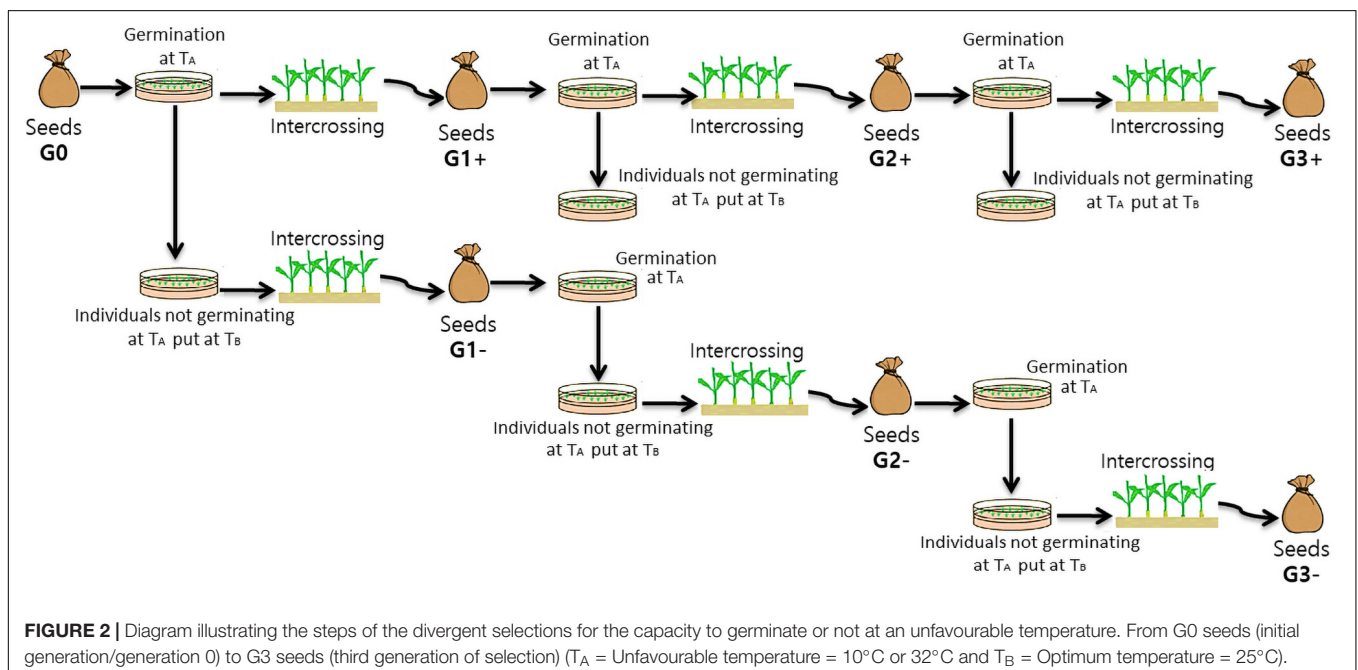 Germination
at TA
Seeds
G0
Intercrossing
Seeds
G1+
Germination
at TA
Intercrossing
Seeds
G2+
Germination
at TA
Intercrossing
Seeds
G3+
Individuals not germinating
at TA put at TB
Individuals not germinating
at TA put at TB
Individuals not germinating
at TA put at TB
Intercrossing
Seeds
G1-
Germination
at TA
Individuals not germinating
at TA put at TB
Intercrossing
Seeds
G2-
Germination
at TA
Individuals not germinating
at TA put at TB
Intercrossing
Seeds
G3-
FIGURE 2 | Diagram illustrating the steps of the divergent selections for the capacity to germinate or not at an unfavourable temperature. From G0 seeds (initial
generation/generation 0) to G3 seeds (third generation of selection) (TA = Unfavourable temperature = 10°C or 32°C and TB = Optimum temperature = 25°C).